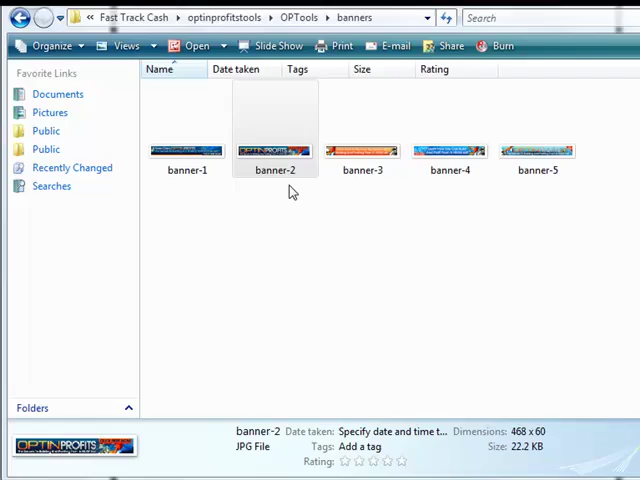 « Fast Track Cash › optinprofitstools › OPTools › banners
Search
Organize Views Open Slide Show Print E-mail Share Burn
Favorite Links
Documents
Pictures
Public
Public
Recently Changed
Searches
Folders
Name Date taken Tags Size Rating
banner-1 banner-2 banner-3 banner-4 banner-5
OPTINPROFITS
banner-2 Date taken: Specify date and time t... Dimensions: 468 x 60
JPG File Tags: Add a tag Size: 22.2 KB
Rating: